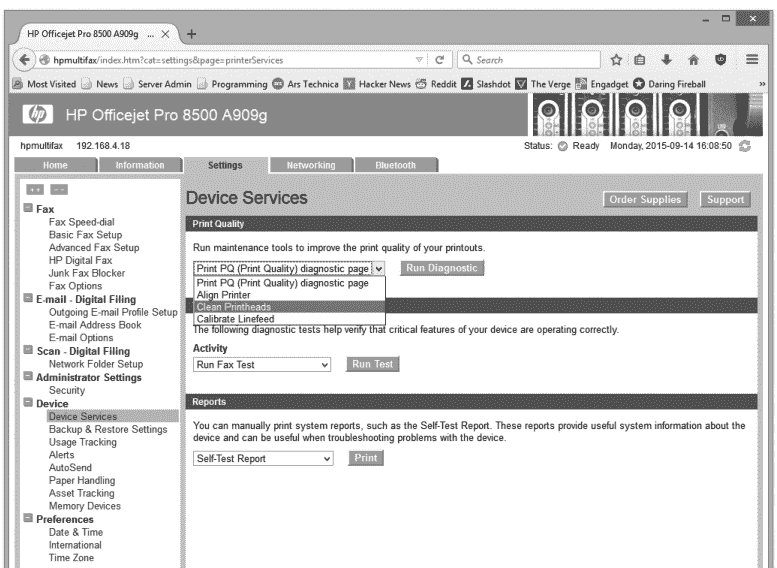 HP Officejet Pro 8500 A909g ...
hpmultifax/index.htm?cat=settings&page=printerServices
Search
Most Visited News Server Admin Programming Ars Technica Hacker News Reddit Slashdot The Verge Engadget Daring Fireball »
hp HP Officejet Pro 8500 A909g
hpmultifax 192.168.4.18 Status: Ready Monday, 2015-09-14 16:08:50
Home Information Settings Networking Bluetooth
++ --
Device Services
Order Supplies Support
Fax
Fax Speed-dial
Basic Fax Setup
Advanced Fax Setup
HP Digital Fax
Junk Fax Blocker
Fax Options
E-mail - Digital Filing
Outgoing E-mail Profile Setup
E-mail Address Book
E-mail Options
Scan - Digital Filing
Network Folder Setup
Administrator Settings
Security
Device
Device Services
Backup & Restore Settings
Usage Tracking
Alerts
AutoSend
Paper Handling
Asset Tracking
Memory Devices
Preferences
Date & Time
International
Time Zone
Print Quality
Run maintenance tools to improve the print quality of your printouts.
Print PQ (Print Quality) diagnostic page Run Diagnostic
Print PQ (Print Quality) diagnostic page
Align Printer
Clean Printheads
Calibrate Linefeed
The following diagnostic tests help verify that critical features of your device are operating correctly.
Activity
Run Fax Test Run Test
Reports
You can manually print system reports, such as the Self-Test Report. These reports provide useful system information about the
device and can be useful when troubleshooting problems with the device.
Self-Test Report Print